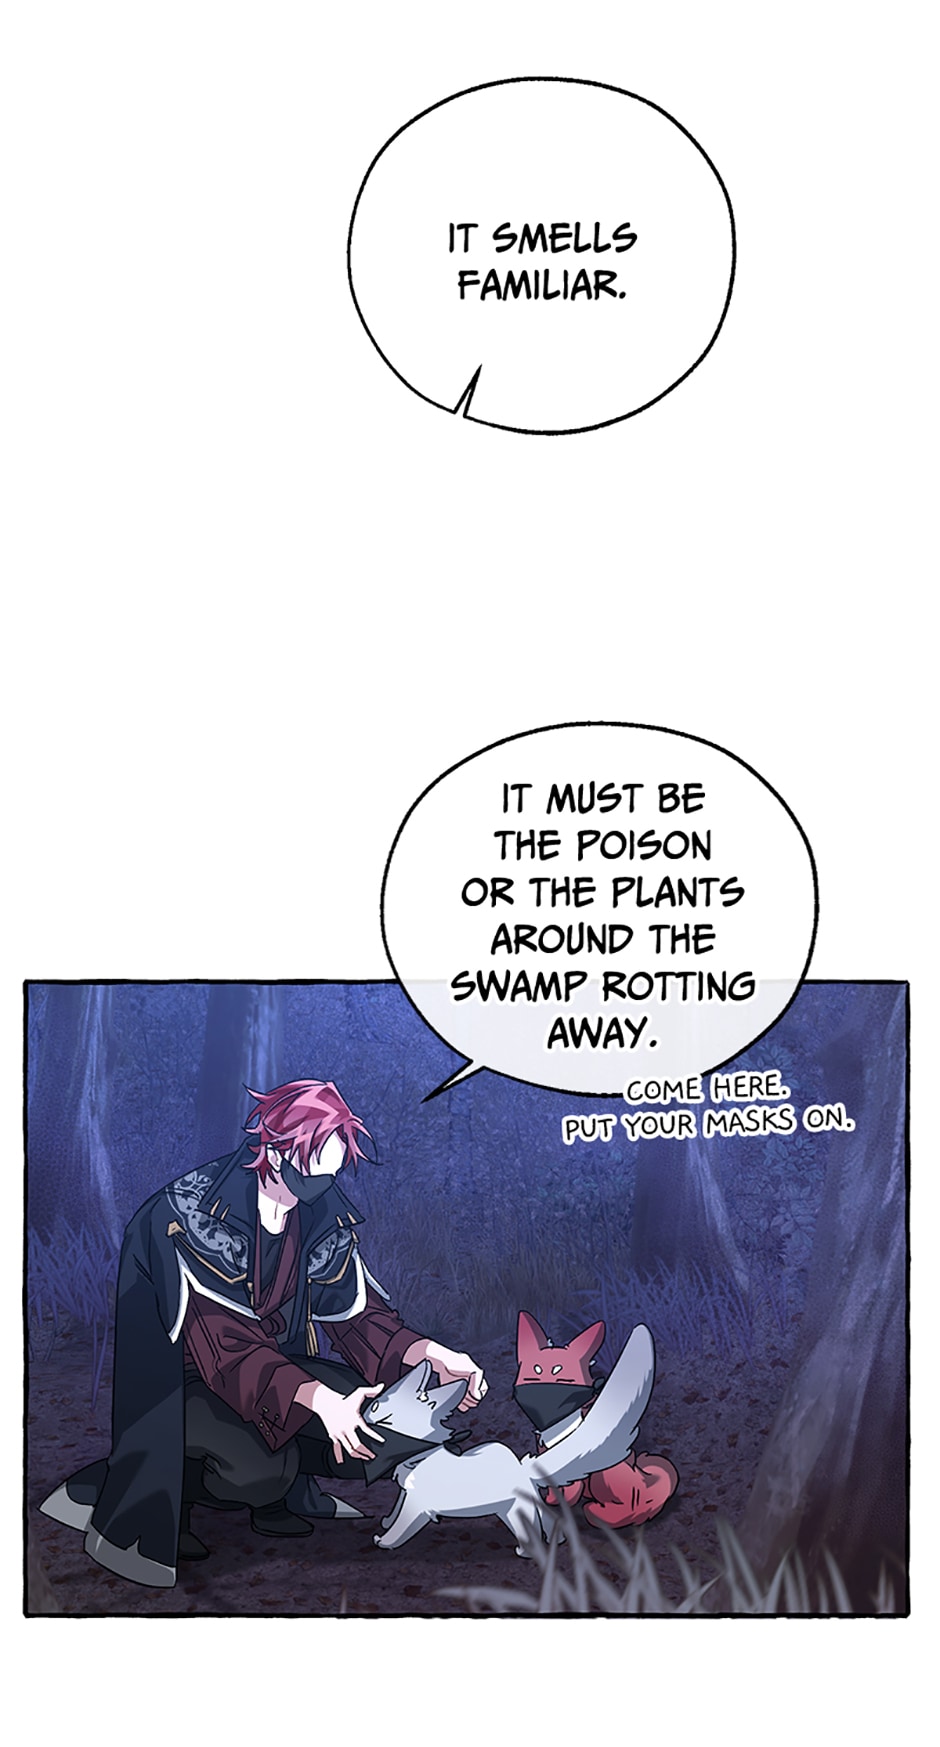 IT SMELLS
FAMILIAR.
IT MUST BE
THE POISON
OR THE PLANTS
AROUND THE
SWAMP ROTTING
AWAY.
COME HERE.
PUT YOUR MASKS ON.